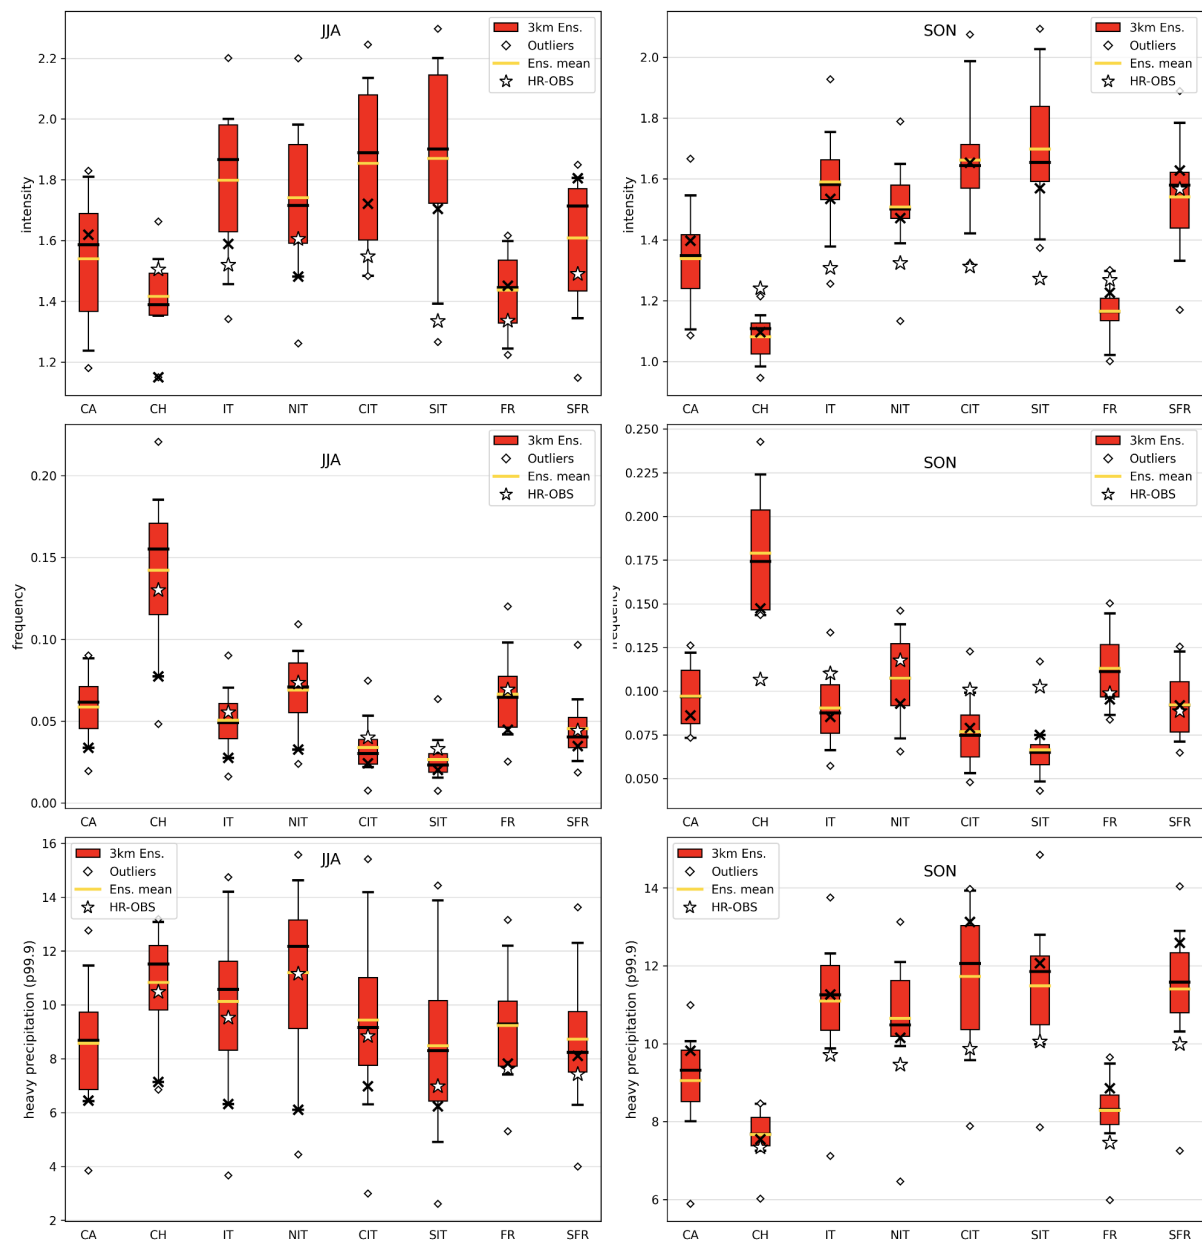 JJA
3km Ens.
Outliers
Ens. mean
HR-OBS
intensity
2.2
2.0
1.8
1.6
1.4
1.2
CA CH IT NIT CIT SIT FR SFR
SON
3km Ens.
Outliers
Ens. mean
HR-OBS
intensity
2.0
1.8
1.6
1.4
1.2
1.0
CA CH IT NIT CIT SIT FR SFR
JJA
3km Ens.
Outliers
Ens. mean
HR-OBS
frequency
0.20
0.15
0.10
0.05
0.00
CA CH IT NIT CIT SIT FR SFR
SON
3km Ens.
Outliers
Ens. mean
HR-OBS
frequency
0.250
0.225
0.200
0.175
0.150
0.125
0.100
0.075
0.050
CA CH IT NIT CIT SIT FR SFR
JJA
3km Ens.
Outliers
Ens. mean
HR-OBS
heavy precipitation (p99.9)
16
14
12
10
8
6
4
2
CA CH IT NIT CIT SIT FR SFR
SON
3km Ens.
Outliers
Ens. mean
HR-OBS
heavy precipitation (p99.9)
14
12
10
8
6
CA CH IT NIT CIT SIT FR SFR